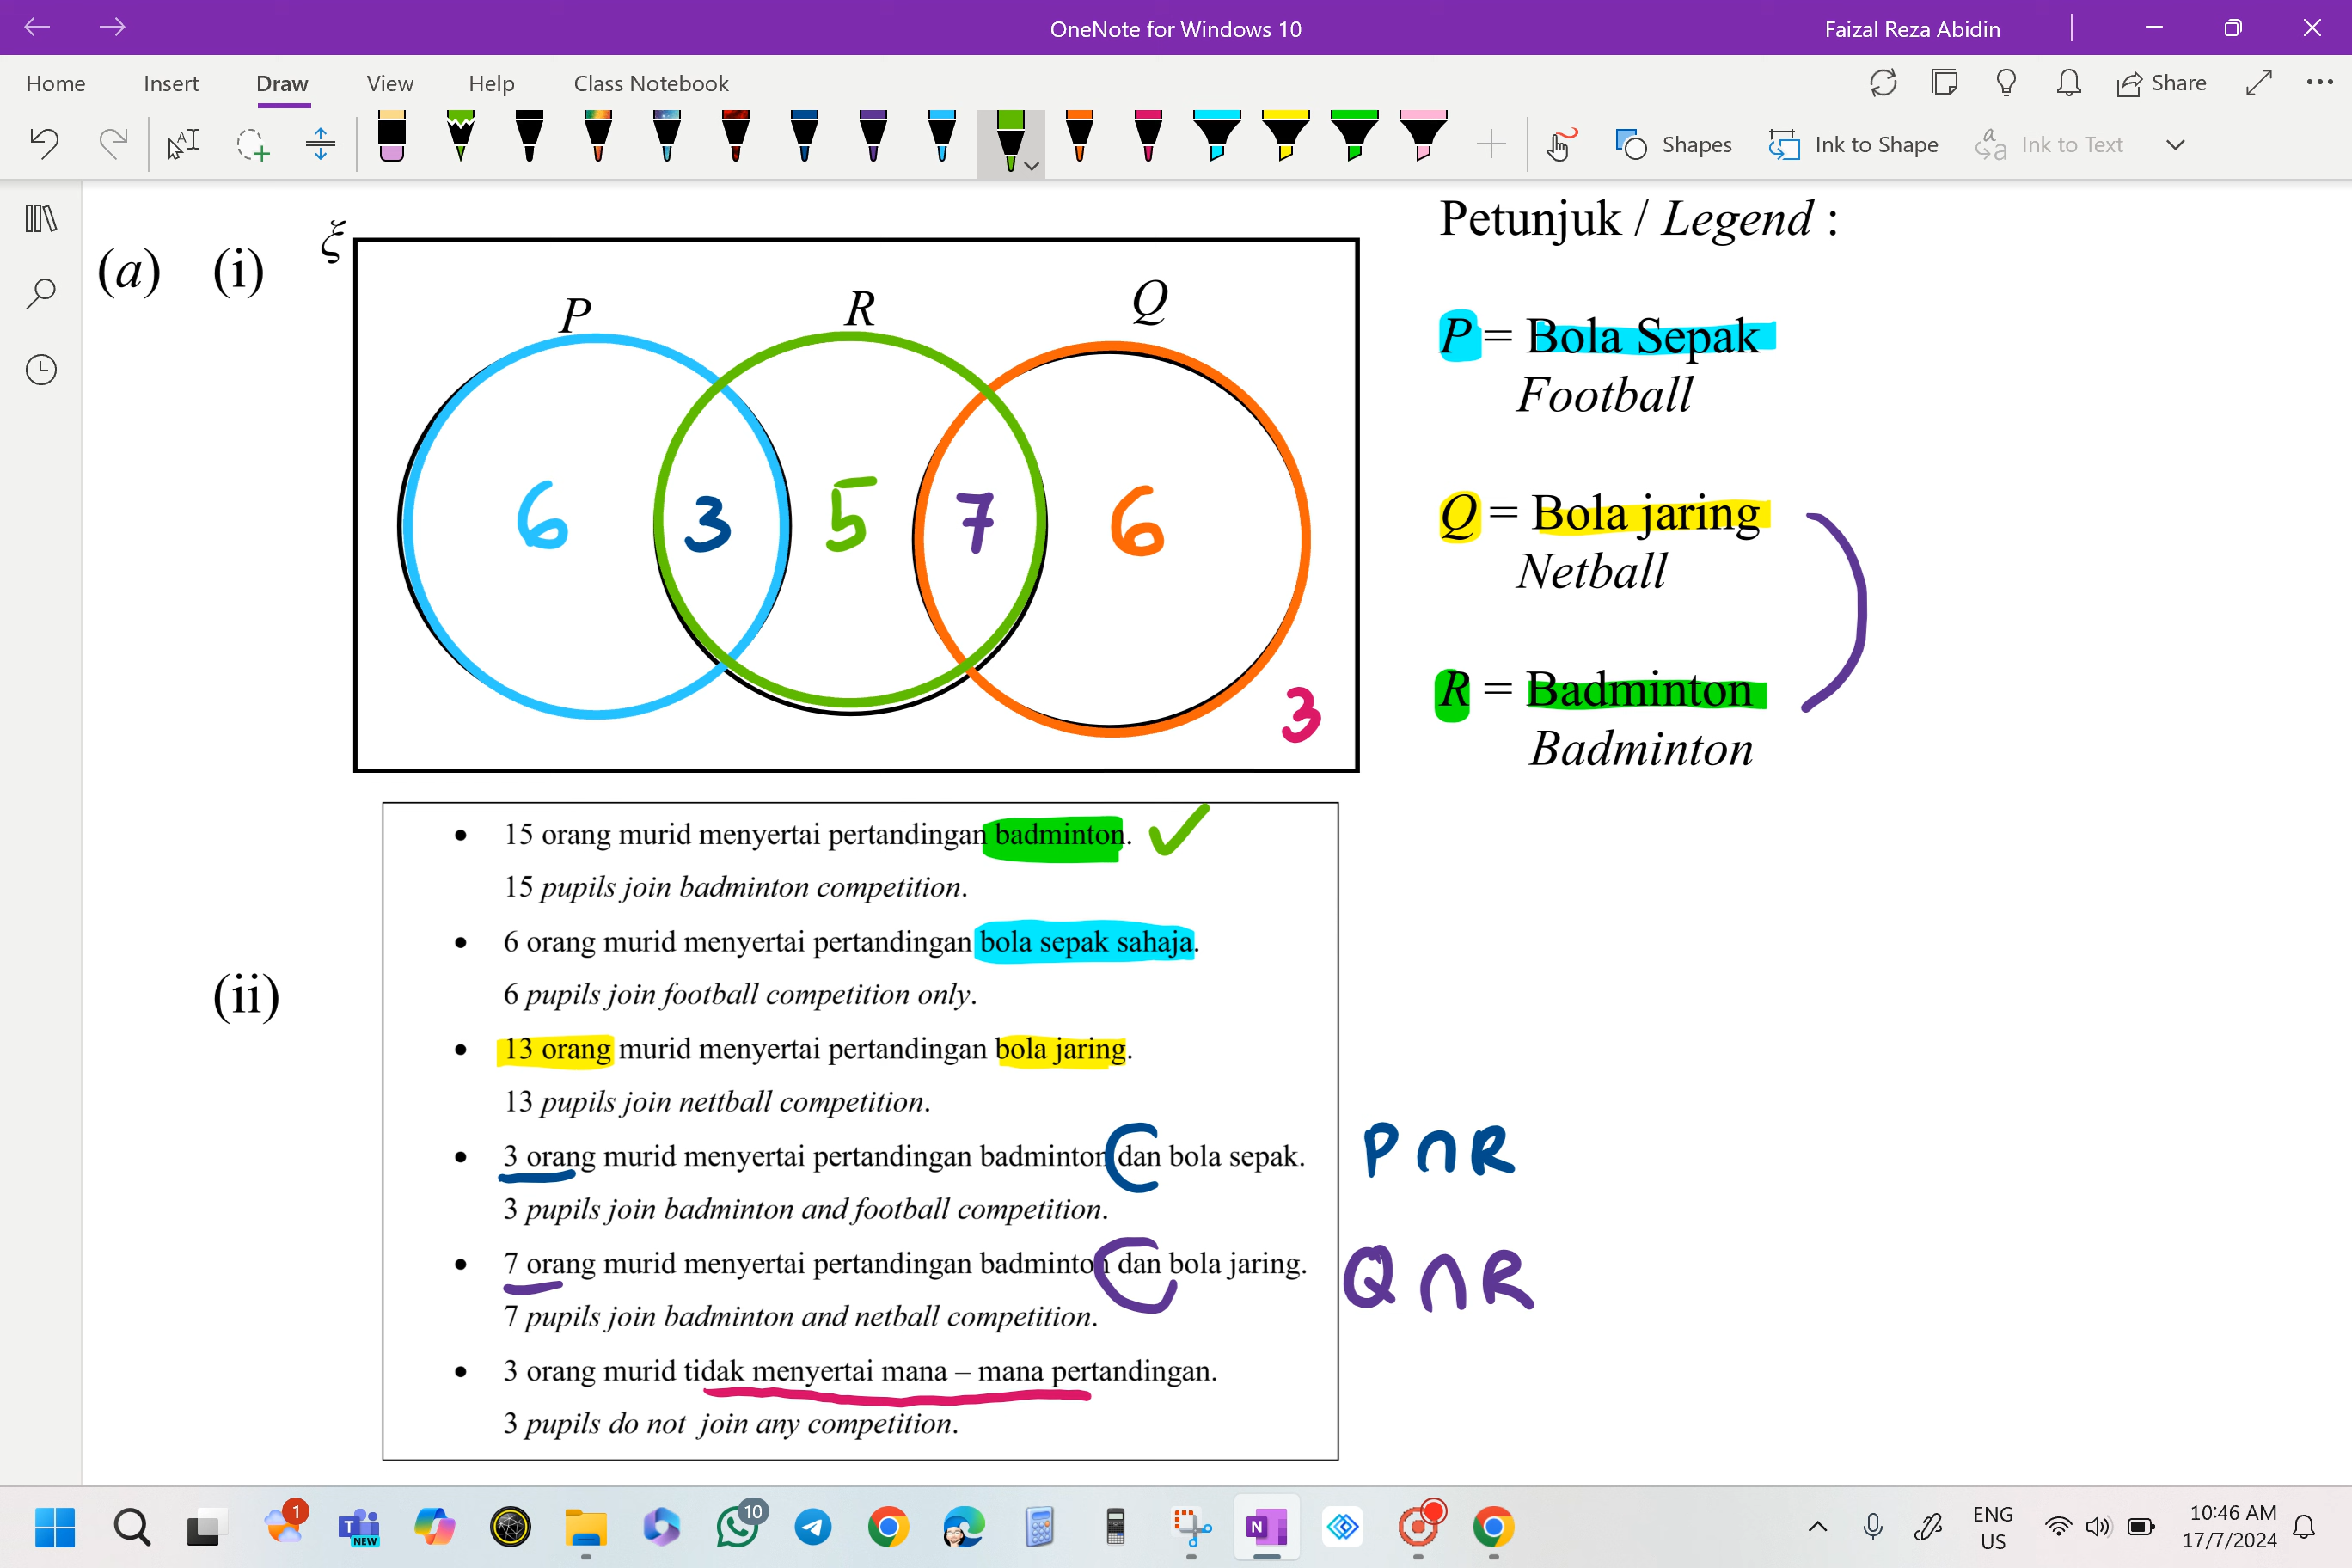 OneNote for Windows 10
Faizal Reza Abidin
Home Insert Draw View Help Class Notebook
Share
Shapes Ink to Shape Ink to Text
(a) (i) ξ
P R Q
6 3 5 7 6
3
Petunjuk / Legend :
P = Bola Sepak
Football
Q = Bola jaring
Netball
R = Badminton
Badminton
(ii)
• 15 orang murid menyertai pertandingan badminton.
15 pupils join badminton competition.
• 6 orang murid menyertai pertandingan bola sepak sahaja.
6 pupils join football competition only.
• 13 orang murid menyertai pertandingan bola jaring.
13 pupils join nettball competition.
• 3 orang murid menyertai pertandingan badminton dan bola sepak.
P ∩ R
3 pupils join badminton and football competition.
• 7 orang murid menyertai pertandingan badminton dan bola jaring.
Q ∩ R
7 pupils join badminton and netball competition.
• 3 orang murid tidak menyertai mana – mana pertandingan.
3 pupils do not join any competition.
1
NEW
10
ENG
US
10:46 AM
17/7/2024